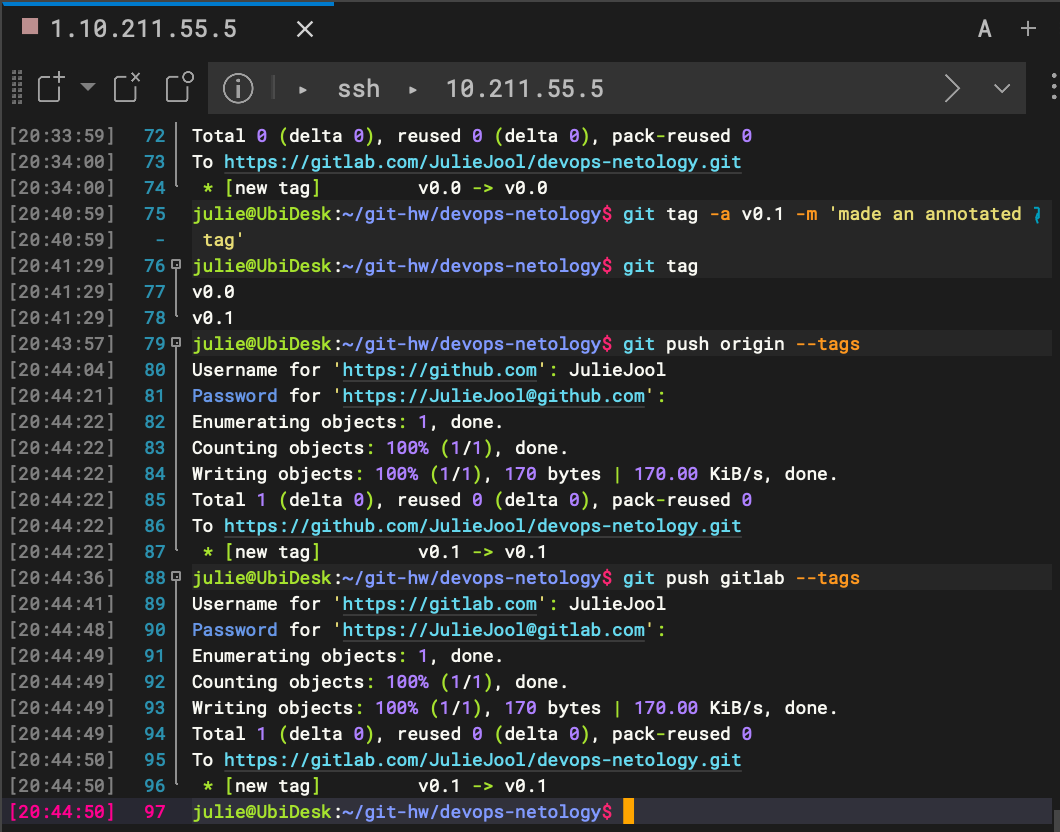 1.10.211.55.5
A
ssh 10.211.55.5
[20:33:59] 72 Total 0 (delta 0), reused 0 (delta 0), pack-reused 0
[20:34:00] 73 To https://gitlab.com/JulieJool/devops-netology.git
[20:34:00] 74 * [new tag] v0.0 -> v0.0
[20:40:59] 75 julie@UbiDesk:~/git-hw/devops-netology$ git tag -a v0.1 -m 'made an annotated
[20:40:59] - tag'
[20:41:29] 76 julie@UbiDesk:~/git-hw/devops-netology$ git tag
[20:41:29] 77 v0.0
[20:41:29] 78 v0.1
[20:43:57] 79 julie@UbiDesk:~/git-hw/devops-netology$ git push origin --tags
[20:44:04] 80 Username for 'https://github.com': JulieJool
[20:44:21] 81 Password for 'https://JulieJool@github.com':
[20:44:22] 82 Enumerating objects: 1, done.
[20:44:22] 83 Counting objects: 100% (1/1), done.
[20:44:22] 84 Writing objects: 100% (1/1), 170 bytes | 170.00 KiB/s, done.
[20:44:22] 85 Total 1 (delta 0), reused 0 (delta 0), pack-reused 0
[20:44:22] 86 To https://github.com/JulieJool/devops-netology.git
[20:44:22] 87 * [new tag] v0.1 -> v0.1
[20:44:36] 88 julie@UbiDesk:~/git-hw/devops-netology$ git push gitlab --tags
[20:44:41] 89 Username for 'https://gitlab.com': JulieJool
[20:44:48] 90 Password for 'https://JulieJool@gitlab.com':
[20:44:49] 91 Enumerating objects: 1, done.
[20:44:49] 92 Counting objects: 100% (1/1), done.
[20:44:49] 93 Writing objects: 100% (1/1), 170 bytes | 170.00 KiB/s, done.
[20:44:49] 94 Total 1 (delta 0), reused 0 (delta 0), pack-reused 0
[20:44:50] 95 To https://gitlab.com/JulieJool/devops-netology.git
[20:44:50] 96 * [new tag] v0.1 -> v0.1
[20:44:50] 97 julie@UbiDesk:~/git-hw/devops-netology$